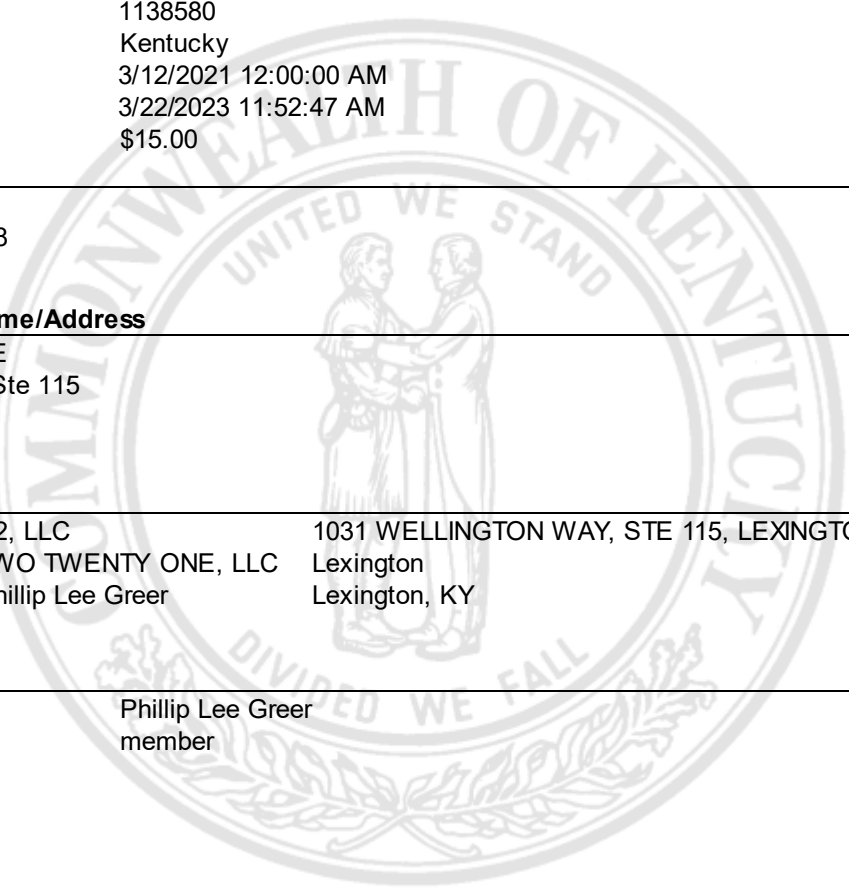 1138580
Kentucky
3/12/2021 12:00:00 AM
3/22/2023 11:52:47 AM
$15.00
COMMONWEALTH OF KENTUCKY
UNITED WE STAND
3
me/Address
E
Ste 115
2, LLC 1031 WELLINGTON WAY, STE 115, LEXINGTO
WO TWENTY ONE, LLC Lexington
hillip Lee Greer Lexington, KY
DIVIDED WE FALL
Phillip Lee Greer
member